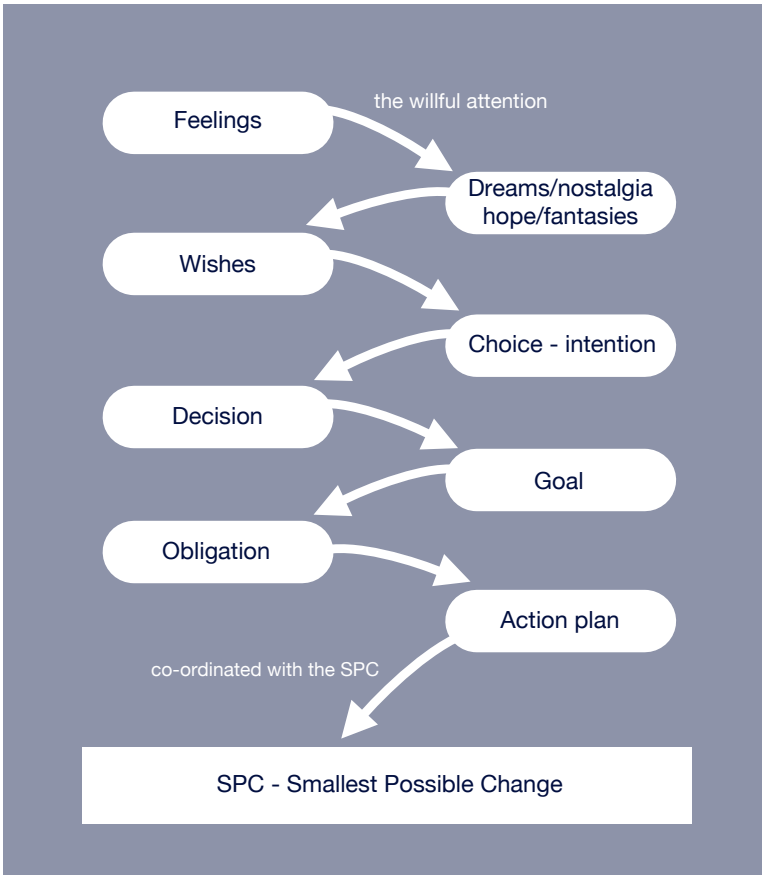 Feelings
the willful attention
Dreams/nostalgia
hope/fantasies
Wishes
Choice - intention
Decision
Goal
Obligation
Action plan
co-ordinated with the SPC
SPC - Smallest Possible Change